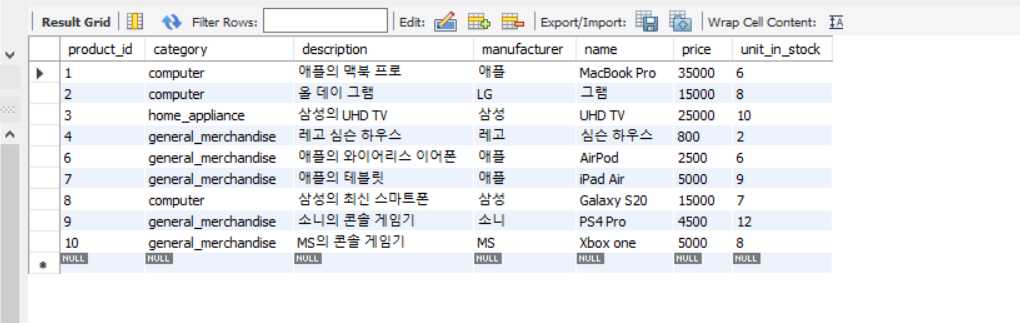 Result Grid Filter Rows: Edit: Export/Import: Wrap Cell Content:
product_id category description manufacturer name price unit_in_stock
1 computer 애플의 맥북 프로 애플 MacBook Pro 35000 6
2 computer 올 데이 그램 LG 그램 15000 8
3 home_appliance 삼성의 UHD TV 삼성 UHD TV 25000 10
4 general_merchandise 레고 심슨 하우스 레고 심슨 하우스 800 2
6 general_merchandise 애플의 와이어리스 이어폰 애플 AirPod 2500 6
7 general_merchandise 애플의 테블릿 애플 iPad Air 5000 9
8 computer 삼성의 최신 스마트폰 삼성 Galaxy S20 15000 7
9 general_merchandise 소니의 콘솔 게임기 소니 PS4 Pro 4500 12
10 general_merchandise MS의 콘솔 게임기 MS Xbox one 5000 8
NULL NULL NULL NULL NULL NULL NULL